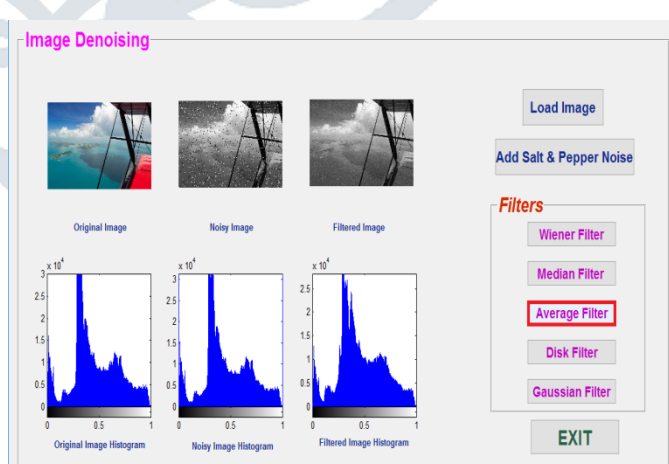 Image Denoising
Load Image
Add Salt & Pepper Noise
Original Image
Noisy Image
Filtered Image
Filters
Wiener Filter
Median Filter
Average Filter
Disk Filter
Gaussian Filter
EXIT
x 10^4
3
2.5
2
1.5
1
0.5
0
0 0.5 1
Original Image Histogram
x 10^4
3
2.5
2
1.5
1
0.5
0
0 0.5 1
Noisy Image Histogram
x 10^4
2.5
2
1.5
1
0.5
0
0 0.5 1
Filtered Image Histogram